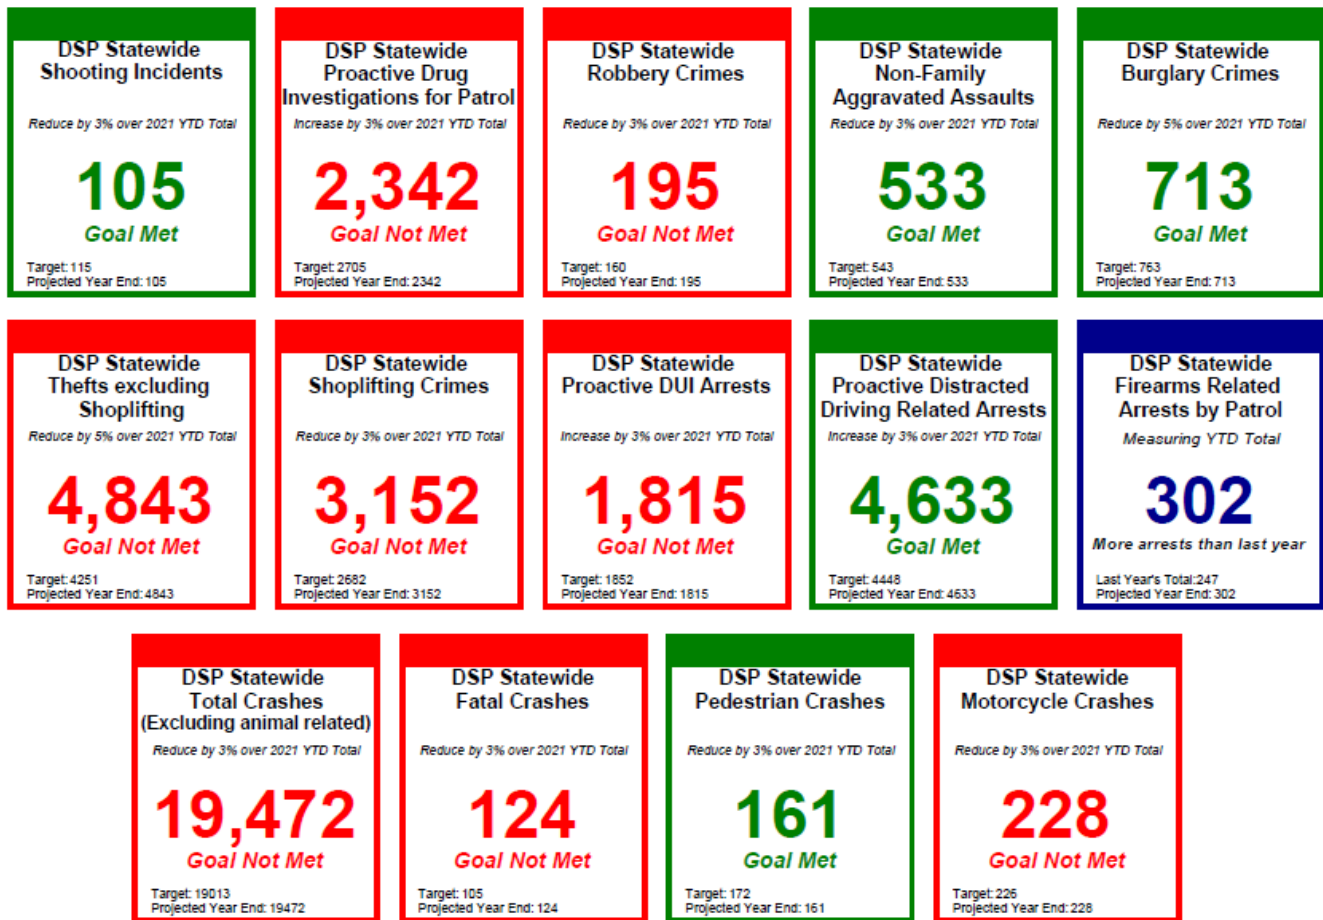 DSP Statewide
Shooting Incidents
Reduce by 3% over 2021 YTD Total
105
Goal Met
Target: 115
Projected Year End: 105
DSP Statewide
Proactive Drug
Investigations for Patrol
Increase by 3% over 2021 YTD Total
2,342
Goal Not Met
Target: 2705
Projected Year End: 2342
DSP Statewide
Robbery Crimes
Reduce by 3% over 2021 YTD Total
195
Goal Not Met
Target: 160
Projected Year End: 195
DSP Statewide
Non-Family
Aggravated Assaults
Reduce by 3% over 2021 YTD Total
533
Goal Met
Target: 543
Projected Year End: 533
DSP Statewide
Burglary Crimes
Reduce by 5% over 2021 YTD Total
713
Goal Met
Target: 763
Projected Year End: 713
DSP Statewide
Thefts excluding
Shoplifting
Reduce by 5% over 2021 YTD Total
4,843
Goal Not Met
Target: 4251
Projected Year End: 4843
DSP Statewide
Shoplifting Crimes
Reduce by 3% over 2021 YTD Total
3,152
Goal Not Met
Target: 2682
Projected Year End: 3152
DSP Statewide
Proactive DUI Arrests
Increase by 3% over 2021 YTD Total
1,815
Goal Not Met
Target: 1852
Projected Year End: 1815
DSP Statewide
Proactive Distracted
Driving Related Arrests
Increase by 3% over 2021 YTD Total
4,633
Goal Met
Target: 4448
Projected Year End: 4633
DSP Statewide
Firearms Related
Arrests by Patrol
Measuring YTD Total
302
More arrests than last year
Last Year's Total:247
Projected Year End: 302
DSP Statewide
Total Crashes
(Excluding animal related)
Reduce by 3% over 2021 YTD Total
19,472
Goal Not Met
Target: 19013
Projected Year End: 19472
DSP Statewide
Fatal Crashes
Reduce by 3% over 2021 YTD Total
124
Goal Not Met
Target: 105
Projected Year End: 124
DSP Statewide
Pedestrian Crashes
Reduce by 3% over 2021 YTD Total
161
Goal Met
Target: 172
Projected Year End: 161
DSP Statewide
Motorcycle Crashes
Reduce by 3% over 2021 YTD Total
228
Goal Not Met
Target: 226
Projected Year End: 228